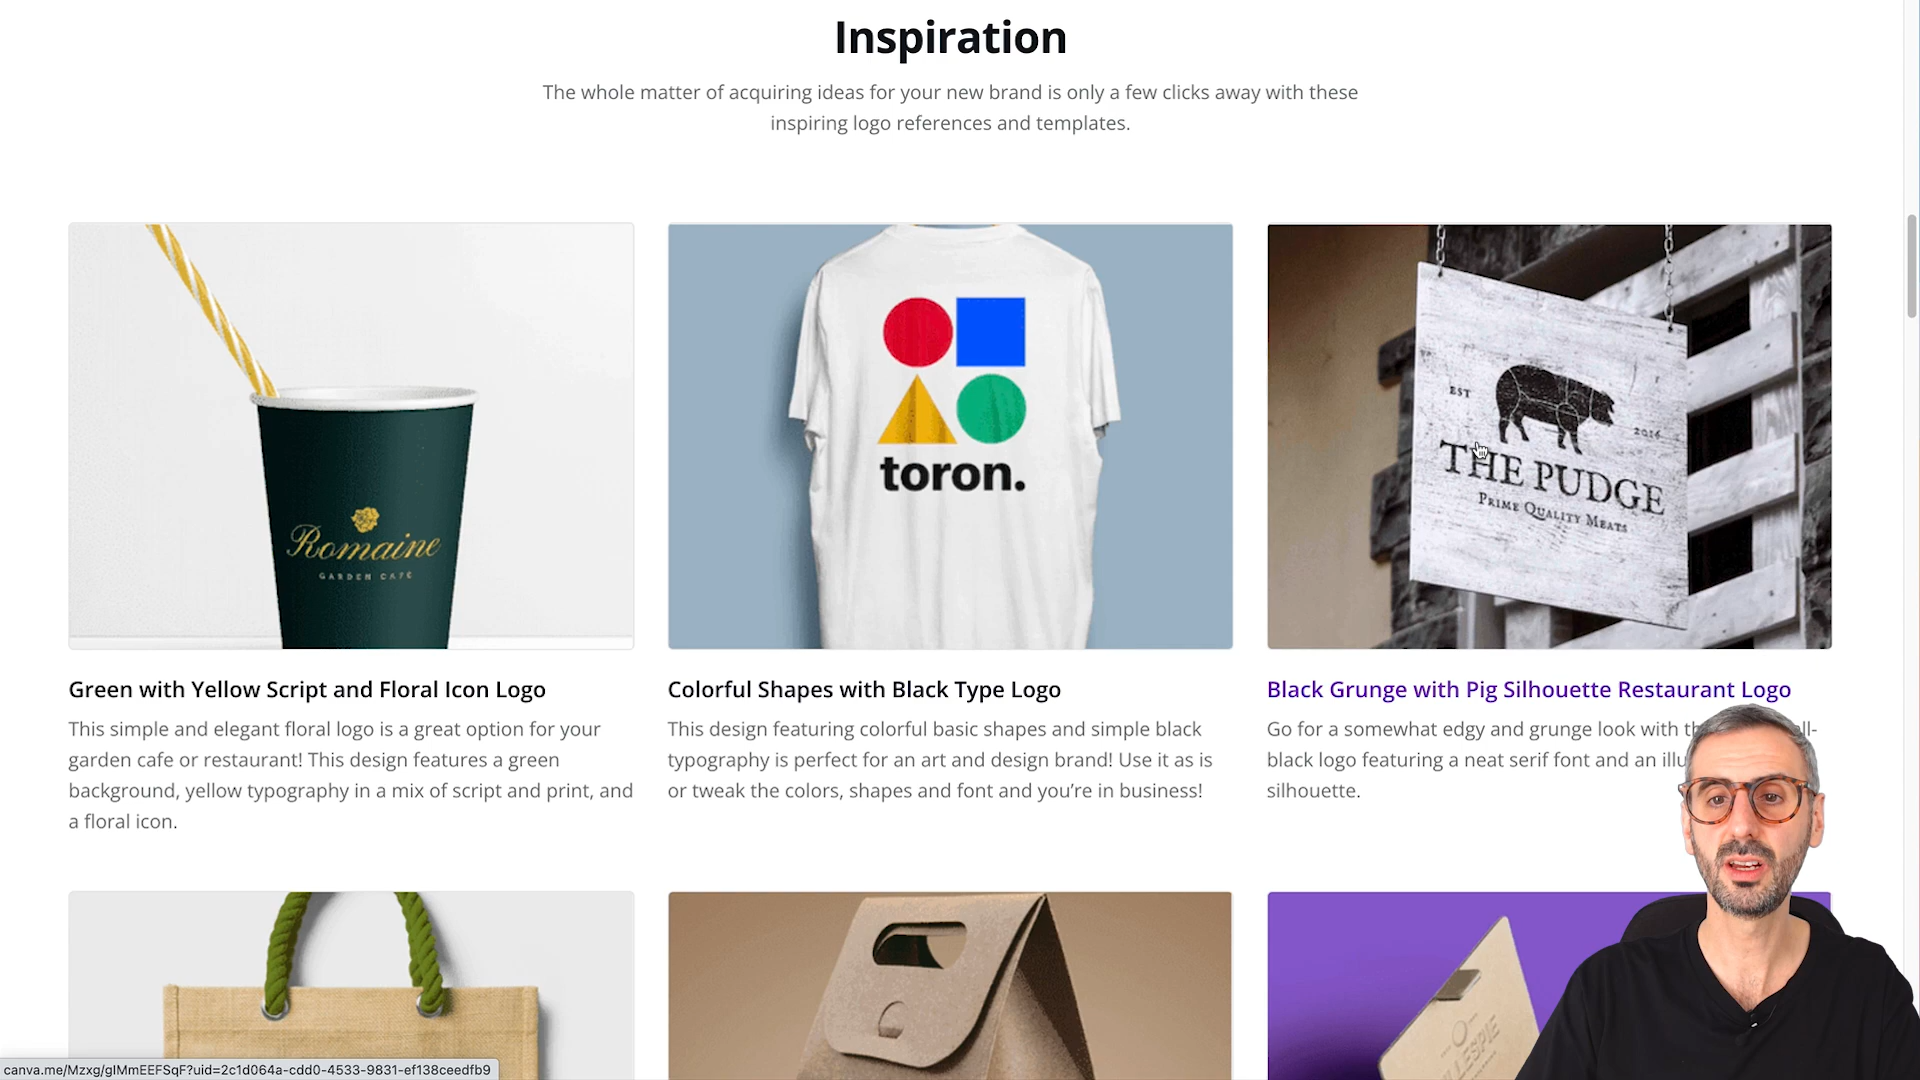 Inspiration
The whole matter of acquiring ideas for your new brand is only a few clicks away with these
inspiring logo references and templates.
Romaine
GARDEN CAFE
toron.
EST
2016
THE PUDGE
PRIME QUALITY MEATS
Green with Yellow Script and Floral Icon Logo
This simple and elegant floral logo is a great option for your
garden cafe or restaurant! This design features a green
background, yellow typography in a mix of script and print, and
a floral icon.
Colorful Shapes with Black Type Logo
This design featuring colorful basic shapes and simple black
typography is perfect for an art and design brand! Use it as is
or tweak the colors, shapes and font and you're in business!
Black Grunge with Pig Silhouette Restaurant Logo
Go for a somewhat edgy and grunge look with
black logo featuring a neat serif font and an
silhouette.
canva.me/Mzxg/gIMmEEFSqF?uid=2c1d064a-cdd0-4533-9831-ef138ceedfb9